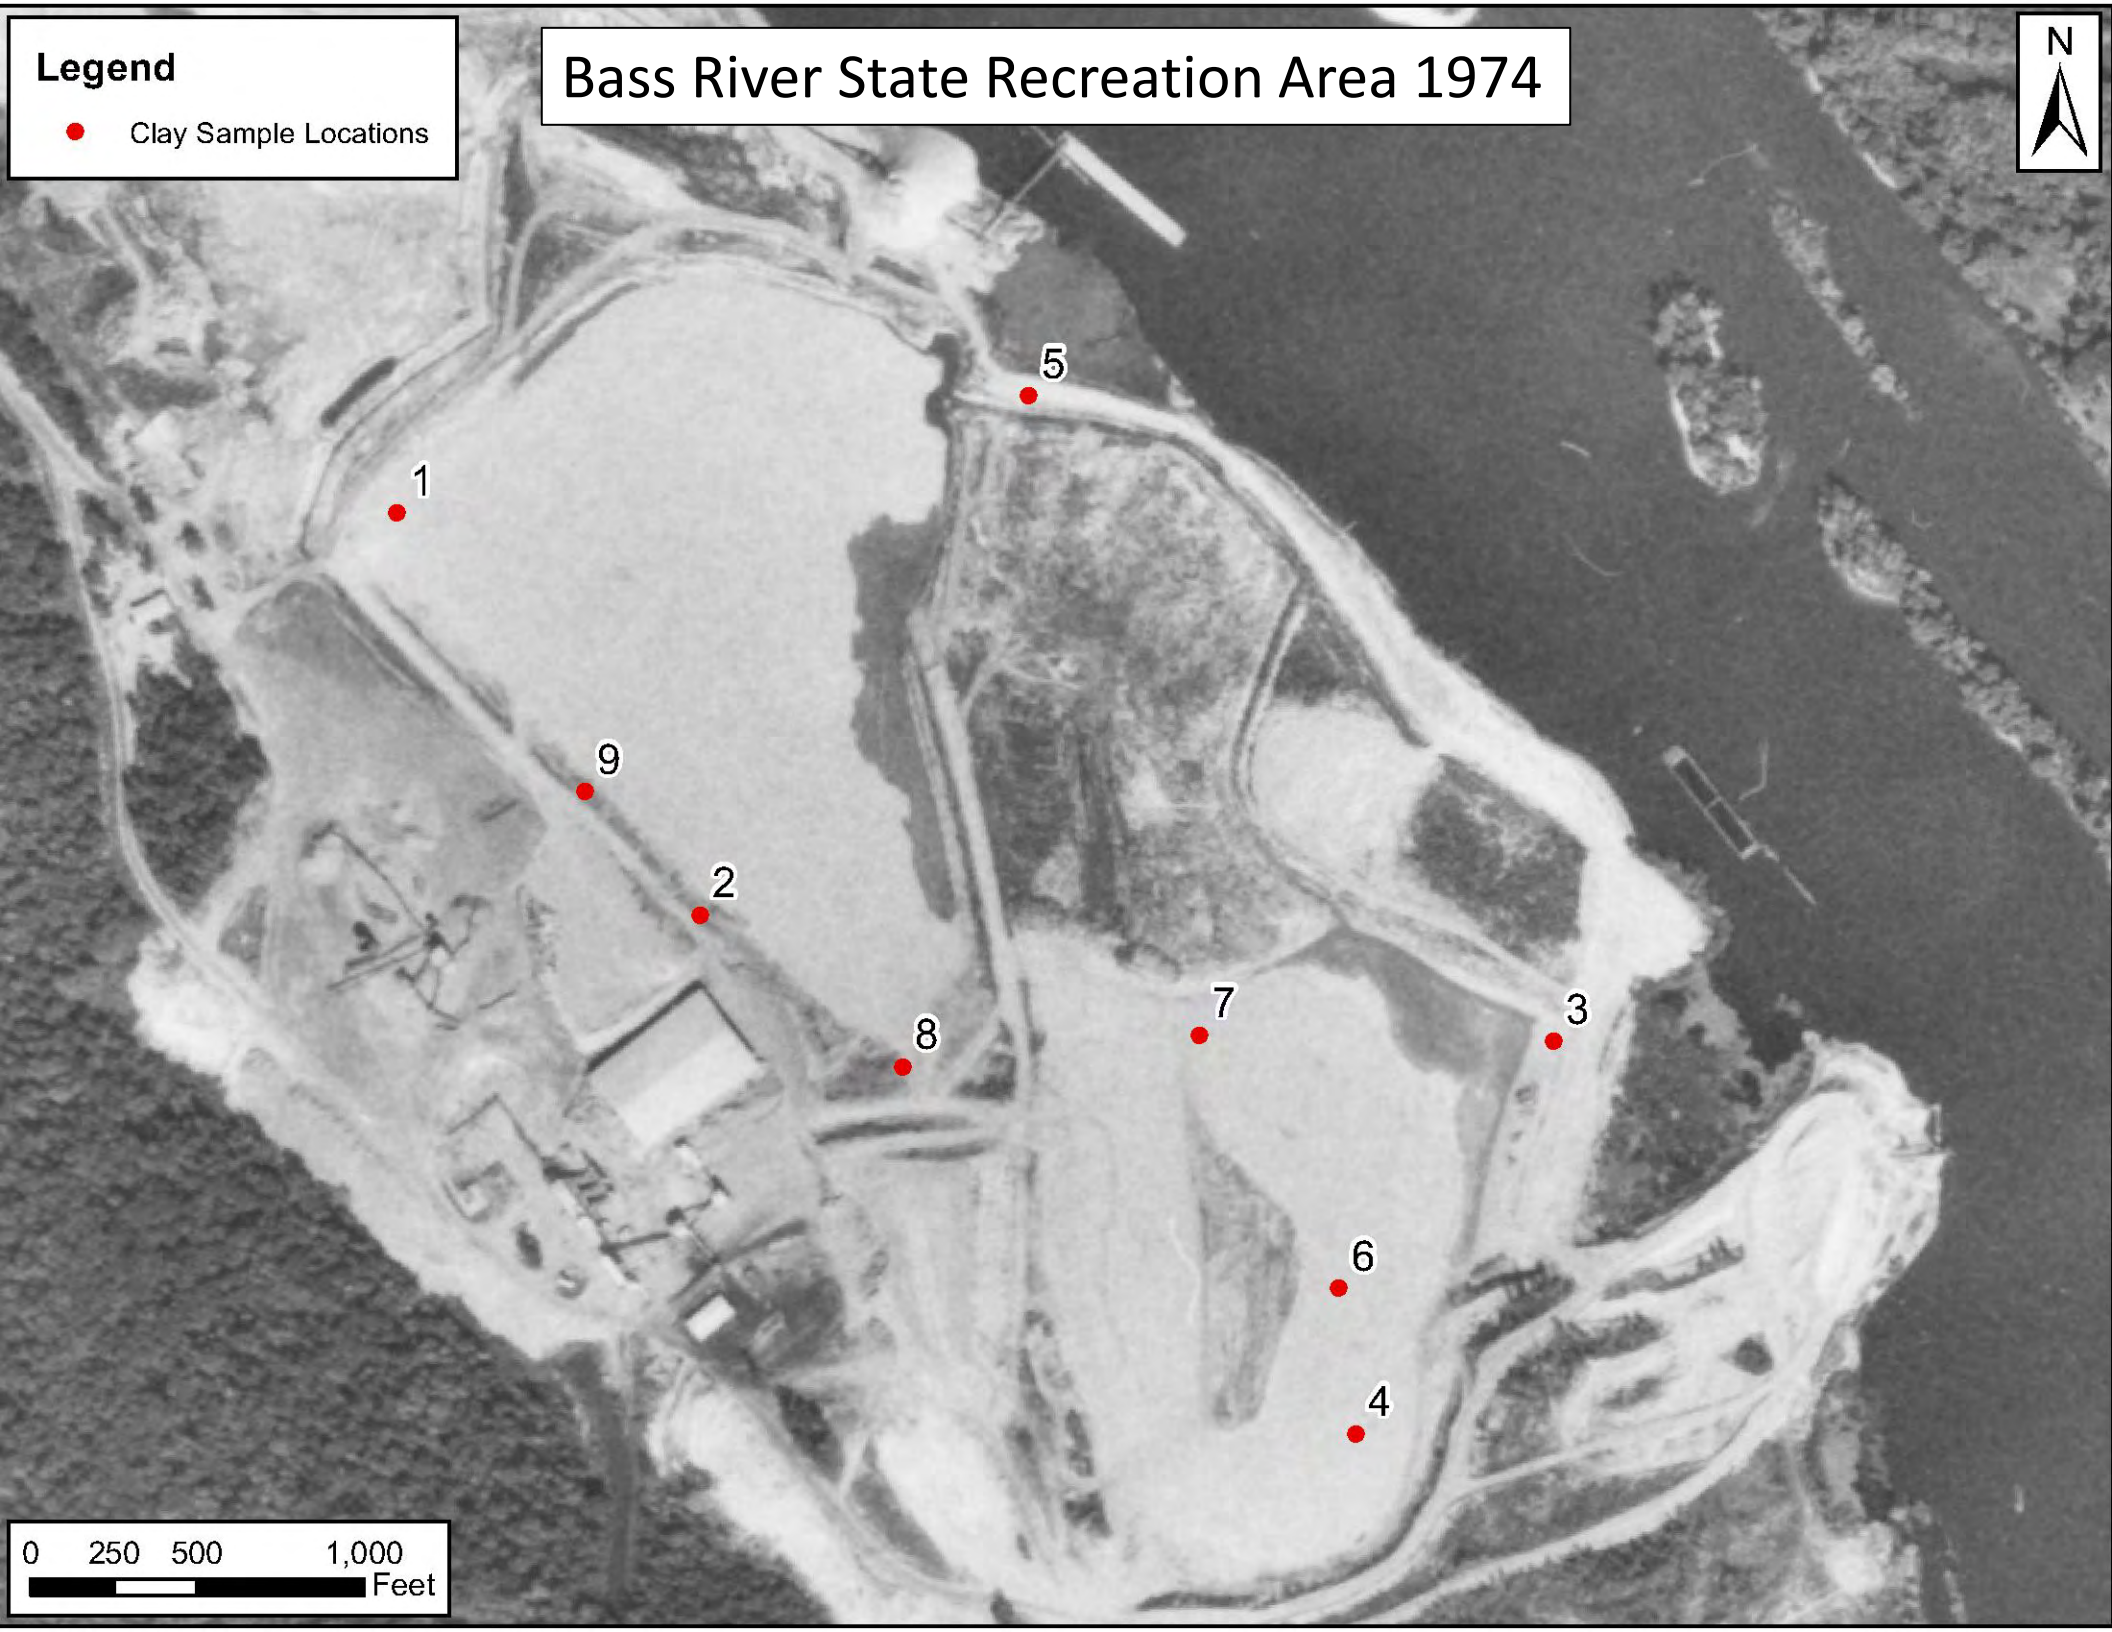 Legend
Clay Sample Locations
Bass River State Recreation Area 1974
N
5
1
9
2
7
3
8
6
4
0 250 500 1,000
Feet